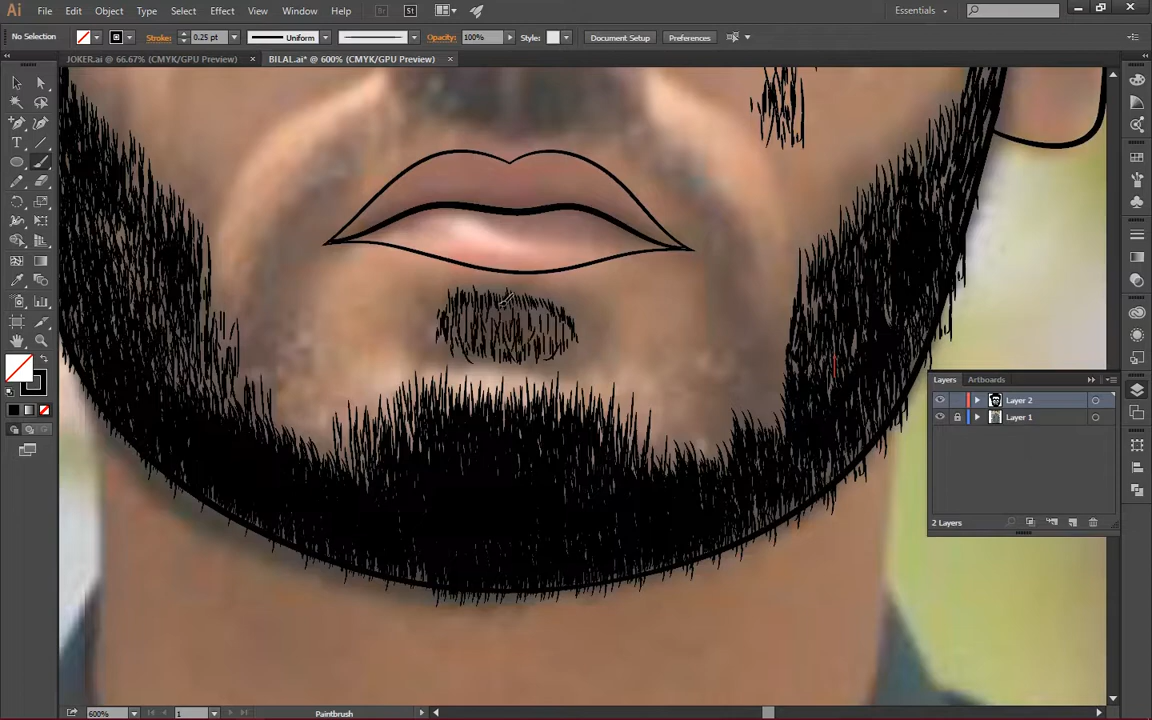 Ai File Edit Object Type Select Effect View Window Help Br St Essentials
No Selection Stroke: 0.25 pt Uniform Opacity: 100% Style: Document Setup Preferences
JOKER.ai @ 66.67% (CMYK/GPU Preview) × BILAL.ai* @ 600% (CMYK/GPU Preview) ×
Layers Artboards
Layer 2
Layer 1
2 Layers
600% 1 Paintbrush